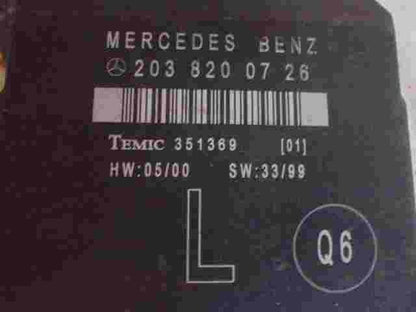 MERCEDES BENZ
203 820 07 26
TEMIC 351369 [01]
HW:05/00 SW:33/99
L
Q6